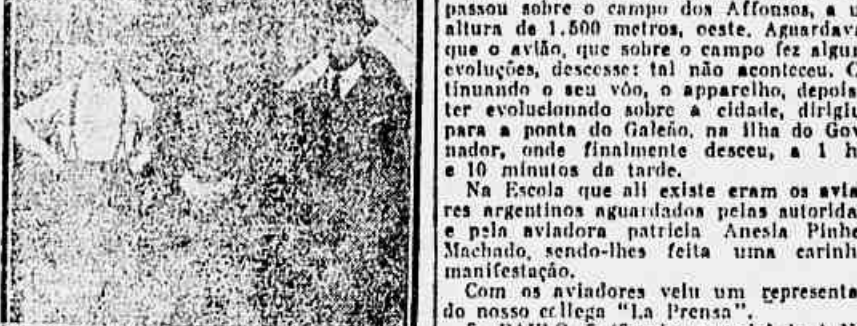 passou sobre o campo dos Affonsos, a u
altura de 1.500 metros, oeste. Aguardav
que o avião, que sobre o campo fez algu
evoluções, descesse: tal não aconteceu. C
tinuando o seu vôo, o apparelho, depois
ter evolucionado sobre a cidade, dirigiu
para a ponta do Galeão, na ilha do Gov
nador, onde finalmente desceu, a 1 h
e 10 minutos da tarde.
Na Escola que ali existe eram os avia
res argentinos aguardados pelas autorida
e pela aviadora patricia Anesia Pinhe
Machado, sendo-lhes feita uma carinh
manifestação.
Com os aviadores veiu um representa
do nosso collega "La Prensa".